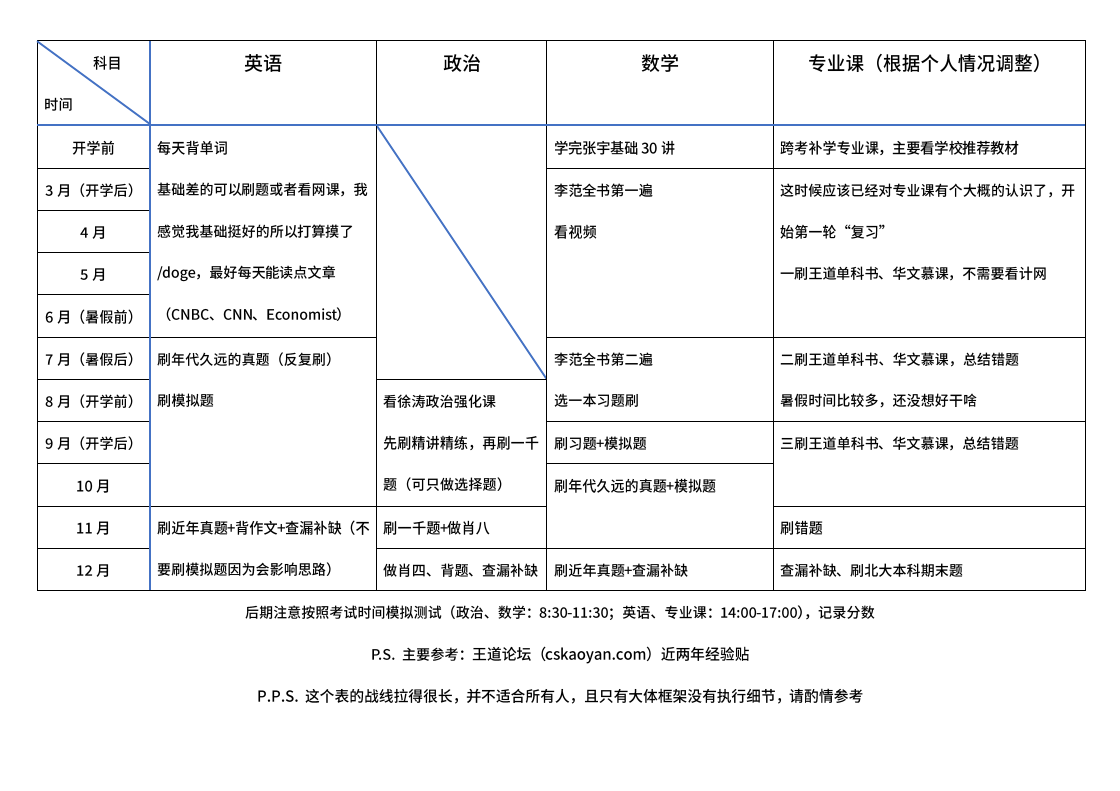 科目
时间
英语
政治
数学
专业课（根据个人情况调整）
开学前
每天背单词
学完张宇基础 30 讲
跨考补学专业课，主要看学校推荐教材
3 月（开学后）
基础差的可以刷题或者看网课，我
李范全书第一遍
这时候应该已经对专业课有个大概的认识了，开
4 月
感觉我基础挺好的所以打算摸了
看视频
始第一轮“复习”
5 月
/doge，最好每天能读点文章
一刷王道单科书、华文慕课，不需要看计网
6 月（暑假前）
（CNBC、CNN、Economist）
7 月（暑假后）
刷年代久远的真题（反复刷）
李范全书第二遍
二刷王道单科书、华文慕课，总结错题
8 月（开学前）
刷模拟题
看徐涛政治强化课
选一本习题刷
暑假时间比较多，还没想好干啥
9 月（开学后）
先刷精讲精练，再刷一千
刷习题+模拟题
三刷王道单科书、华文慕课，总结错题
10 月
题（可只做选择题）
刷年代久远的真题+模拟题
11 月
刷近年真题+背作文+查漏补缺（不
刷一千题+做肖八
刷错题
12 月
要刷模拟题因为会影响思路）
做肖四、背题、查漏补缺
刷近年真题+查漏补缺
查漏补缺、刷北大本科期末题
后期注意按照考试时间模拟测试（政治、数学：8:30-11:30；英语、专业课：14:00-17:00），记录分数
P.S. 主要参考：王道论坛（cskaoyan.com）近两年经验贴
P.P.S. 这个表的战线拉得很长，并不适合所有人，且只有大体框架没有执行细节，请酌情参考